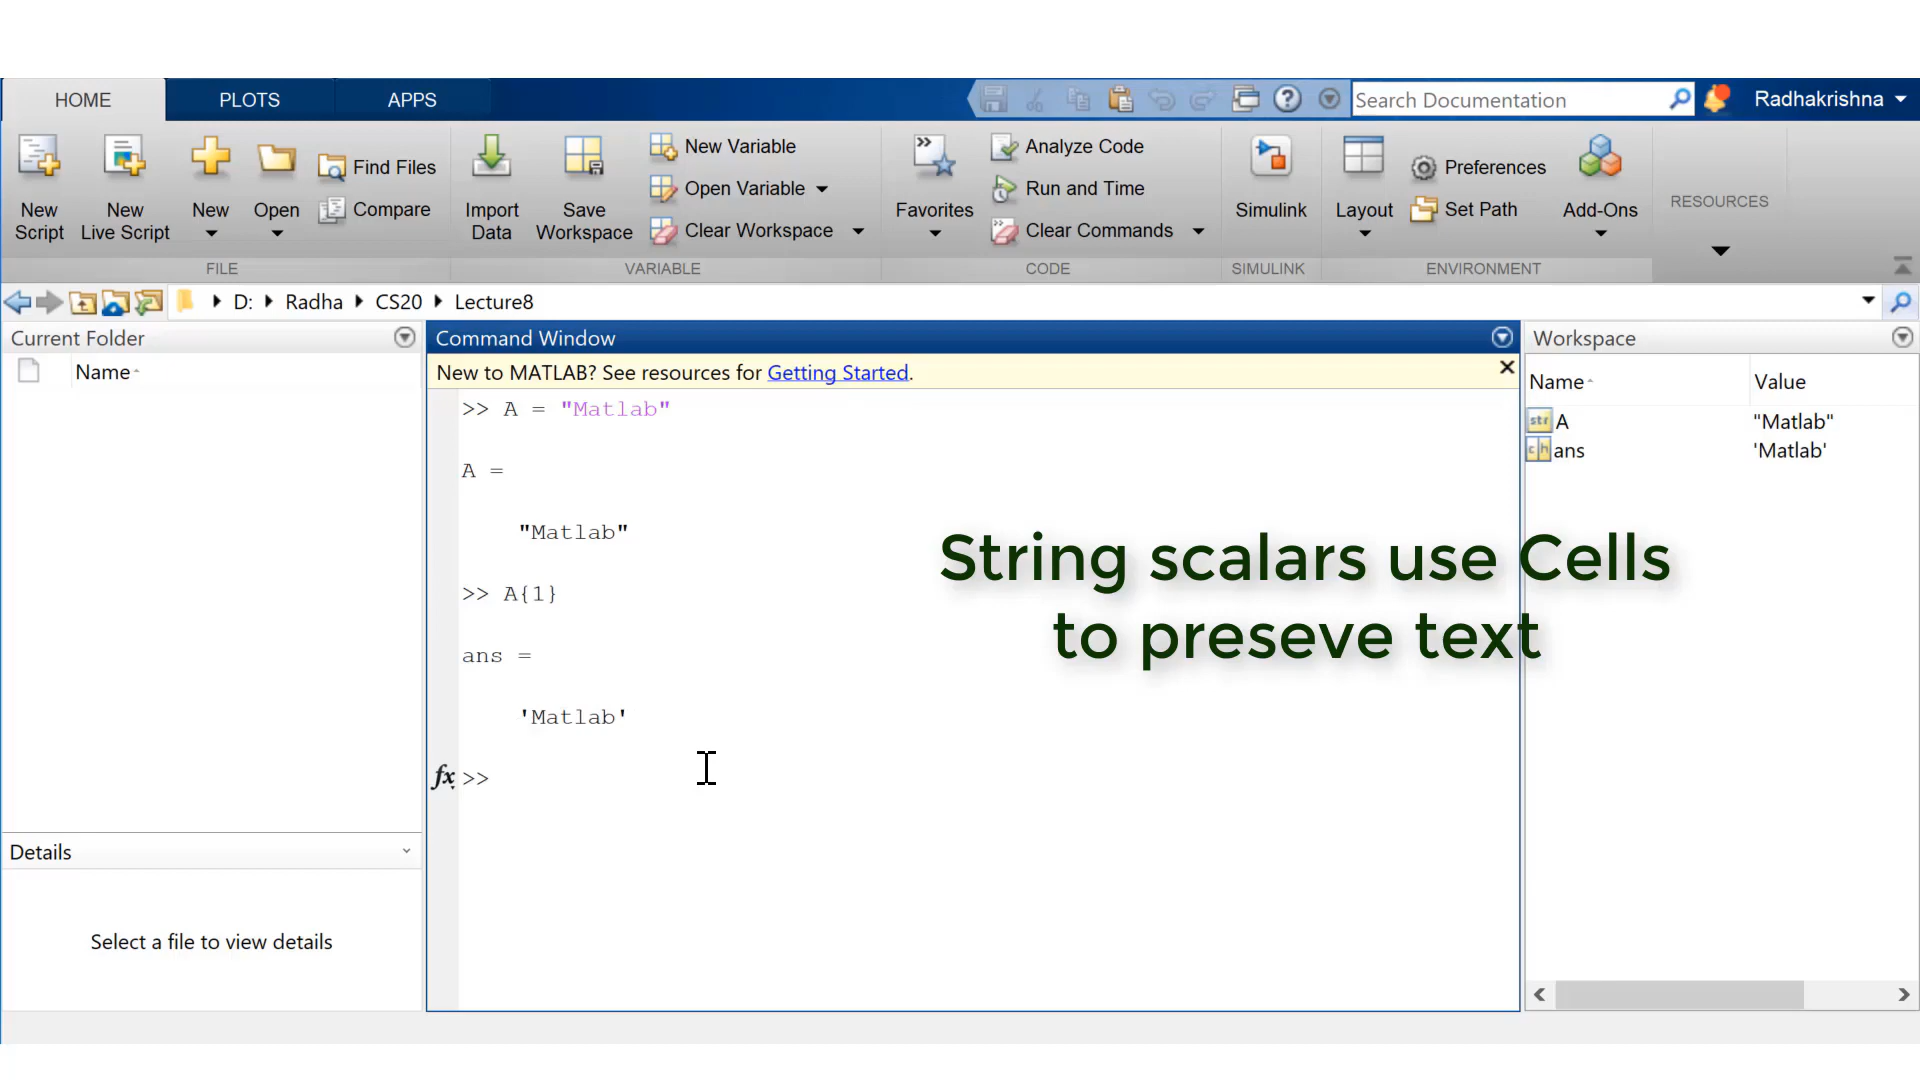 HOME
PLOTS
APPS
Search Documentation
Radhakrishna
New
Script
New
Live Script
New
Open
Find Files
Compare
Import
Data
Save
Workspace
New Variable
Open Variable
Clear Workspace
Favorites
Analyze Code
Run and Time
Clear Commands
Simulink
Layout
Preferences
Set Path
Add-Ons
RESOURCES
FILE
VARIABLE
CODE
SIMULINK
ENVIRONMENT
D:
Radha
CS20
Lecture8
Current Folder
Name
Command Window
New to MATLAB? See resources for Getting Started.
>> A = "Matlab"
A =
"Matlab"
>> A{1}
ans =
'Matlab'
fx >>
String scalars use Cells
to preseve text
Workspace
Name Value
str A "Matlab"
ch ans 'Matlab'
Details
Select a file to view details